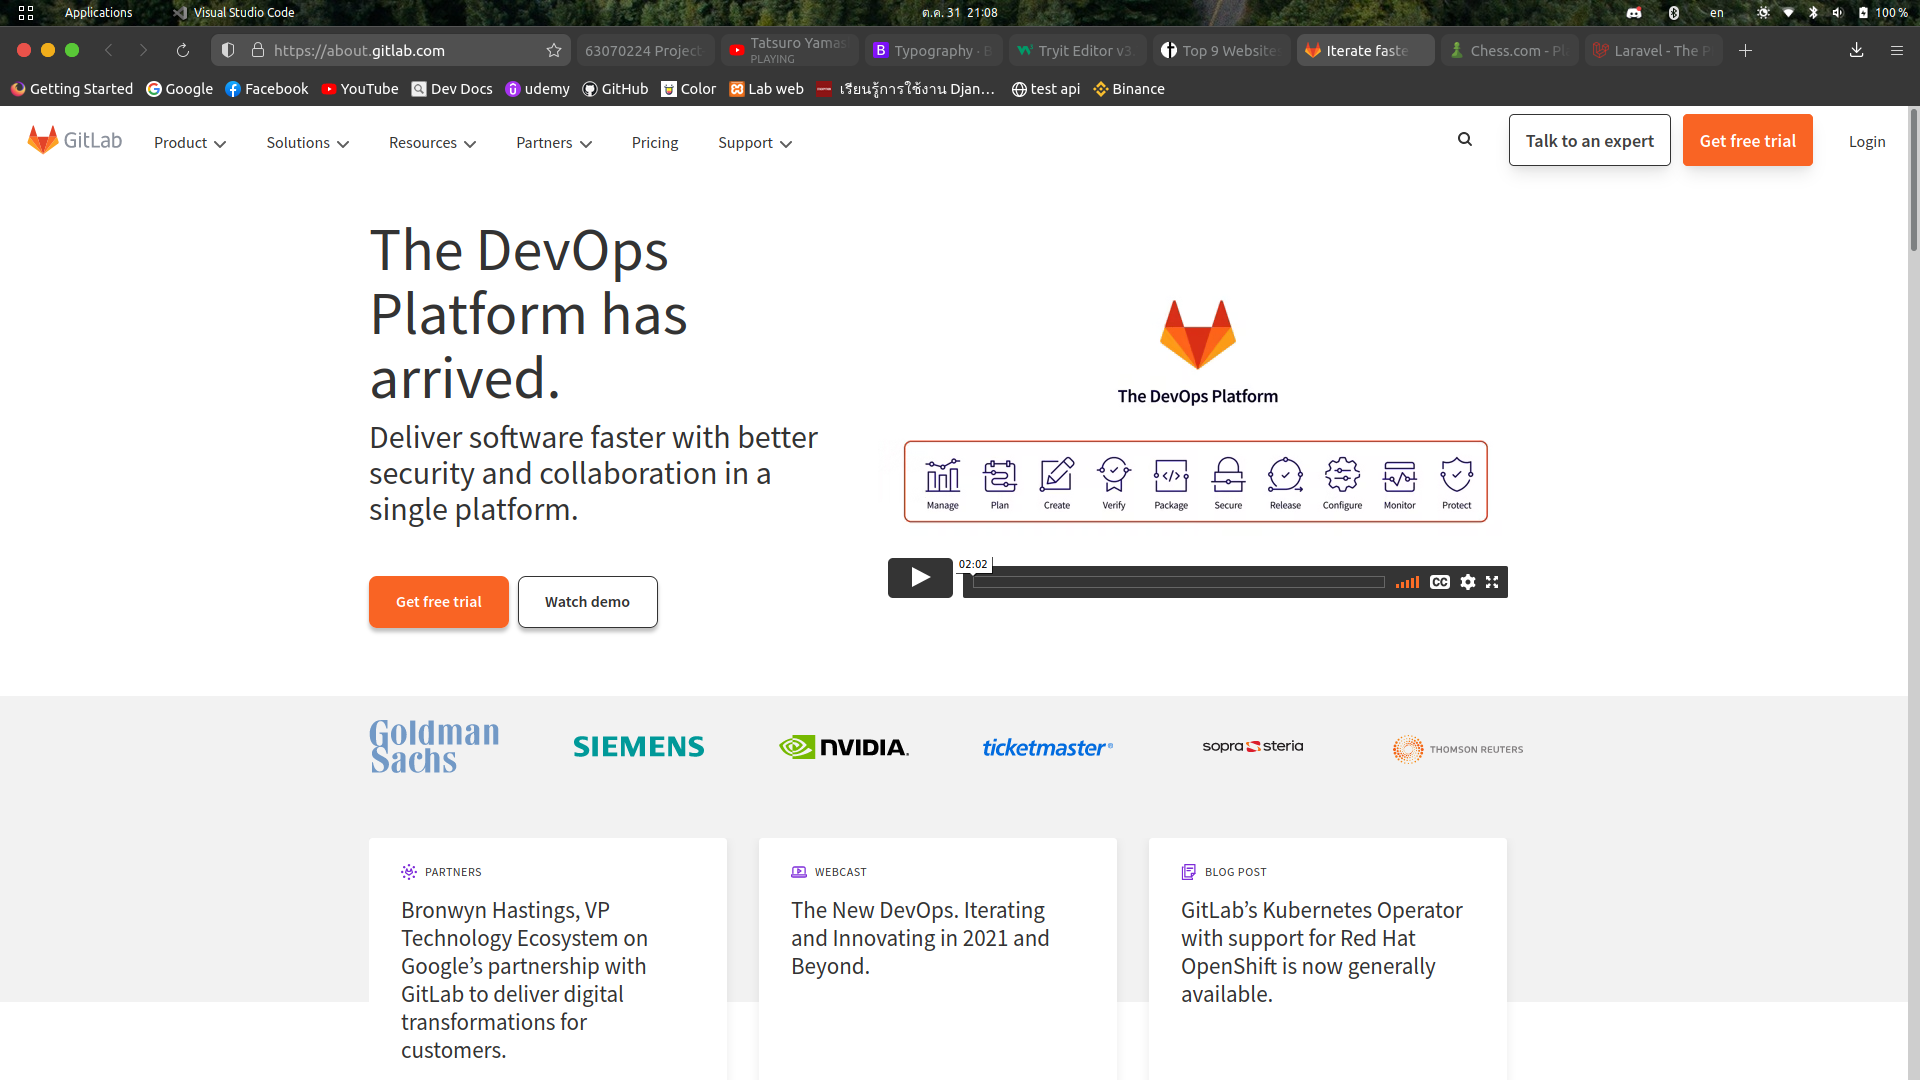 Applications
Visual Studio Code
ต.ค. 31 21:08
en
100 %
https://about.gitlab.com
63070224 Project
Tatsuro Yamas
PLAYING
Typography · B
Tryit Editor v3.
Top 9 Websites
Iterate faste
Chess.com - Pl
Laravel - The P
Getting Started
Google
Facebook
YouTube
Dev Docs
udemy
GitHub
Color
Lab web
เรียนรู้การใช้งาน Djan…
test api
Binance
GitLab
Product
Solutions
Resources
Partners
Pricing
Support
Talk to an expert
Get free trial
Login
The DevOps
Platform has
arrived.
Deliver software faster with better
security and collaboration in a
single platform.
Get free trial
Watch demo
The DevOps Platform
Manage
Plan
Create
Verify
Package
Secure
Release
Configure
Monitor
Protect
02:02
CC
Goldman
Sachs
SIEMENS
NVIDIA.
ticketmaster®
sopra steria
THOMSON REUTERS
PARTNERS
Bronwyn Hastings, VP
Technology Ecosystem on
Google’s partnership with
GitLab to deliver digital
transformations for
customers.
WEBCAST
The New DevOps. Iterating
and Innovating in 2021 and
Beyond.
BLOG POST
GitLab’s Kubernetes Operator
with support for Red Hat
OpenShift is now generally
available.